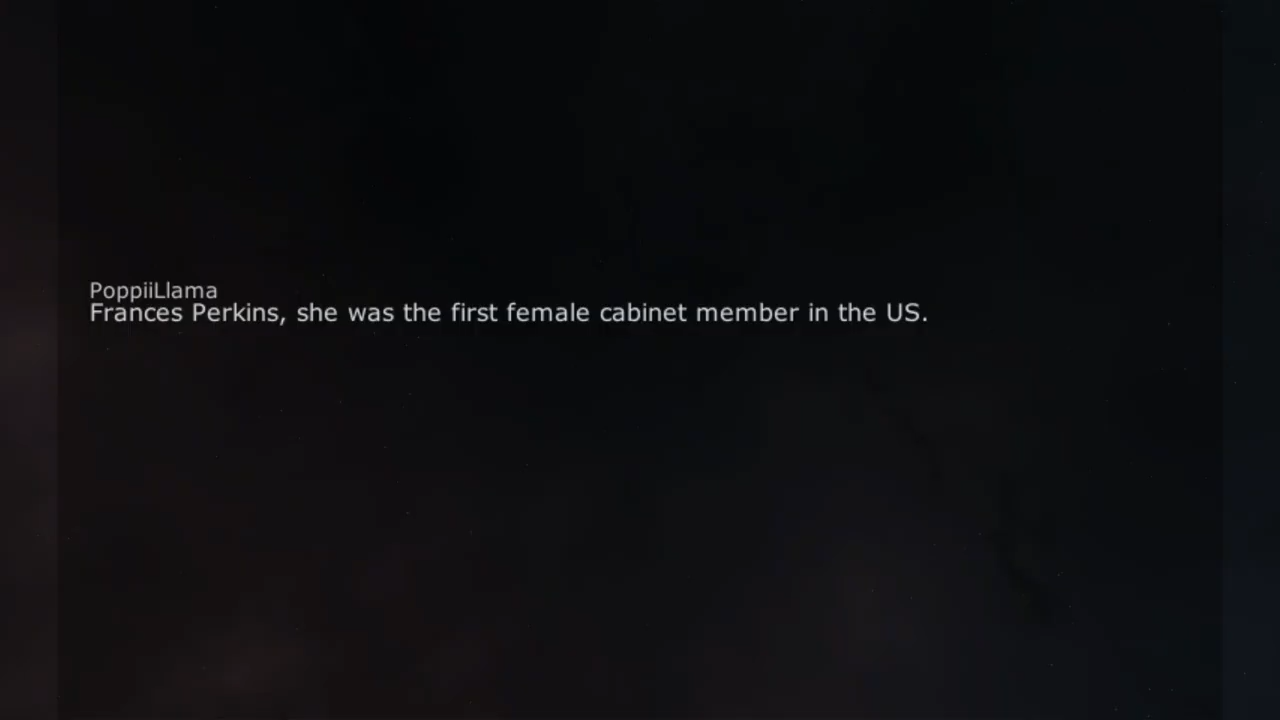 PoppiiLlama
Frances Perkins, she was the first female cabinet member in the US.